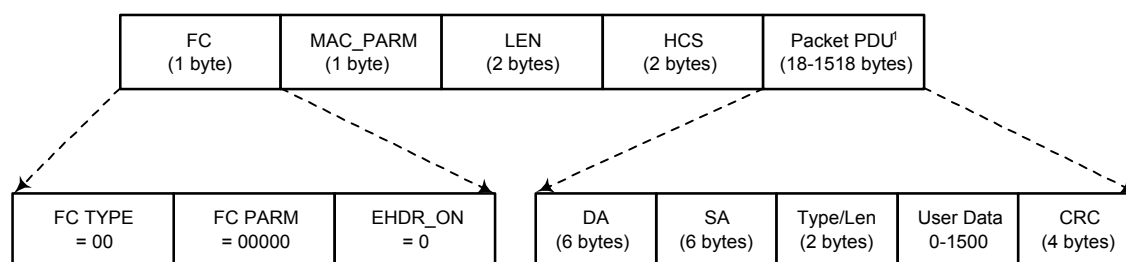 FC
(1 byte)
MAC_PARM
(1 byte)
LEN
(2 bytes)
HCS
(2 bytes)
Packet PDU¹
(18-1518 bytes)
FC TYPE
= 00
FC PARM
= 00000
EHDR_ON
= 0
DA
(6 bytes)
SA
(6 bytes)
Type/Len
(2 bytes)
User Data
0-1500
CRC
(4 bytes)